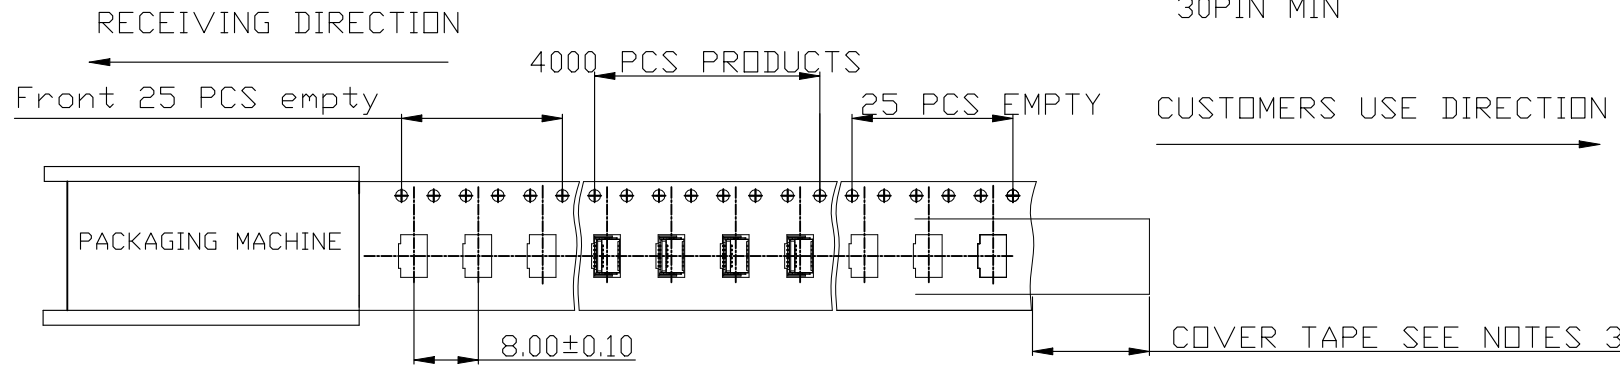 RECEIVING DIRECTION
30PIN MIN
4000 PCS PRODUCTS
Front 25 PCS empty
25 PCS EMPTY
CUSTOMERS USE DIRECTION
PACKAGING MACHINE
8.00±0.10
COVER TAPE SEE NOTES 3